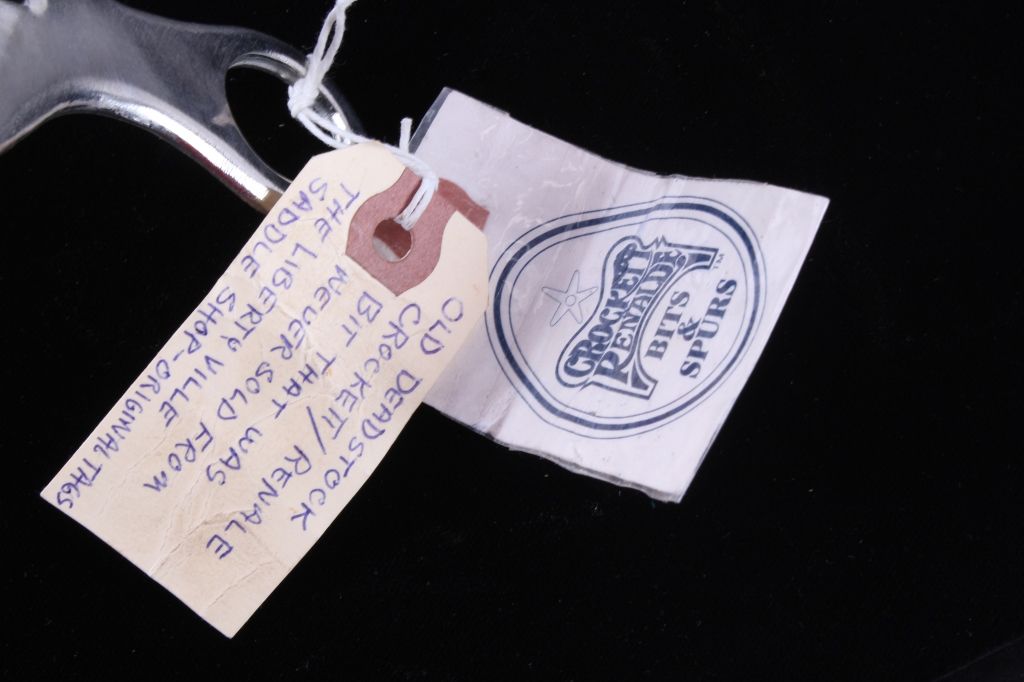 OLD DEADSTOCK
CROCKETT/RENALE
BIT THAT WAS
NEVER SOLD FROM
THE LIBERTYVILLE
SADDLE SHOP-ORIGINAL TAGS
CROCKETT
RENALDE
BITS
&
SPURS
TM